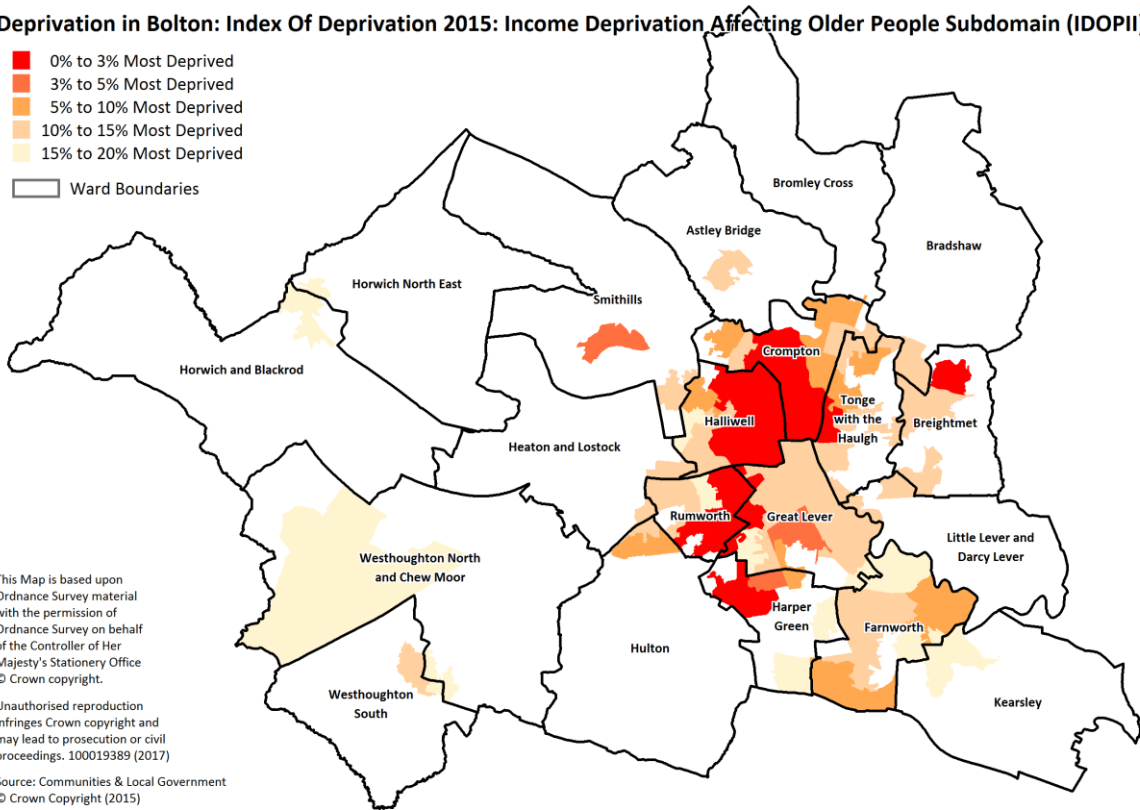 Deprivation in Bolton: Index Of Deprivation 2015: Income Deprivation Affecting Older People Subdomain (IDOPII)
0% to 3% Most Deprived
3% to 5% Most Deprived
5% to 10% Most Deprived
10% to 15% Most Deprived
15% to 20% Most Deprived
Ward Boundaries
Bromley Cross
Astley Bridge
Bradshaw
Horwich North East
Smithills
Crompton
Horwich and Blackrod
Tonge
with the
Haulgh
Halliwell
Breightmet
Heaton and Lostock
Rumworth
Great Lever
Little Lever and
Darcy Lever
Westhoughton North
and Chew Moor
Harper
Green
Farnworth
Hulton
Westhoughton
South
Kearsley
This Map is based upon
Ordnance Survey material
with the permission of
Ordnance Survey on behalf
of the Controller of Her
Majesty's Stationery Office
© Crown copyright.
Unauthorised reproduction
infringes Crown copyright and
may lead to prosecution or civil
proceedings. 100019389 (2017)
Source: Communities & Local Government
© Crown Copyright (2015)